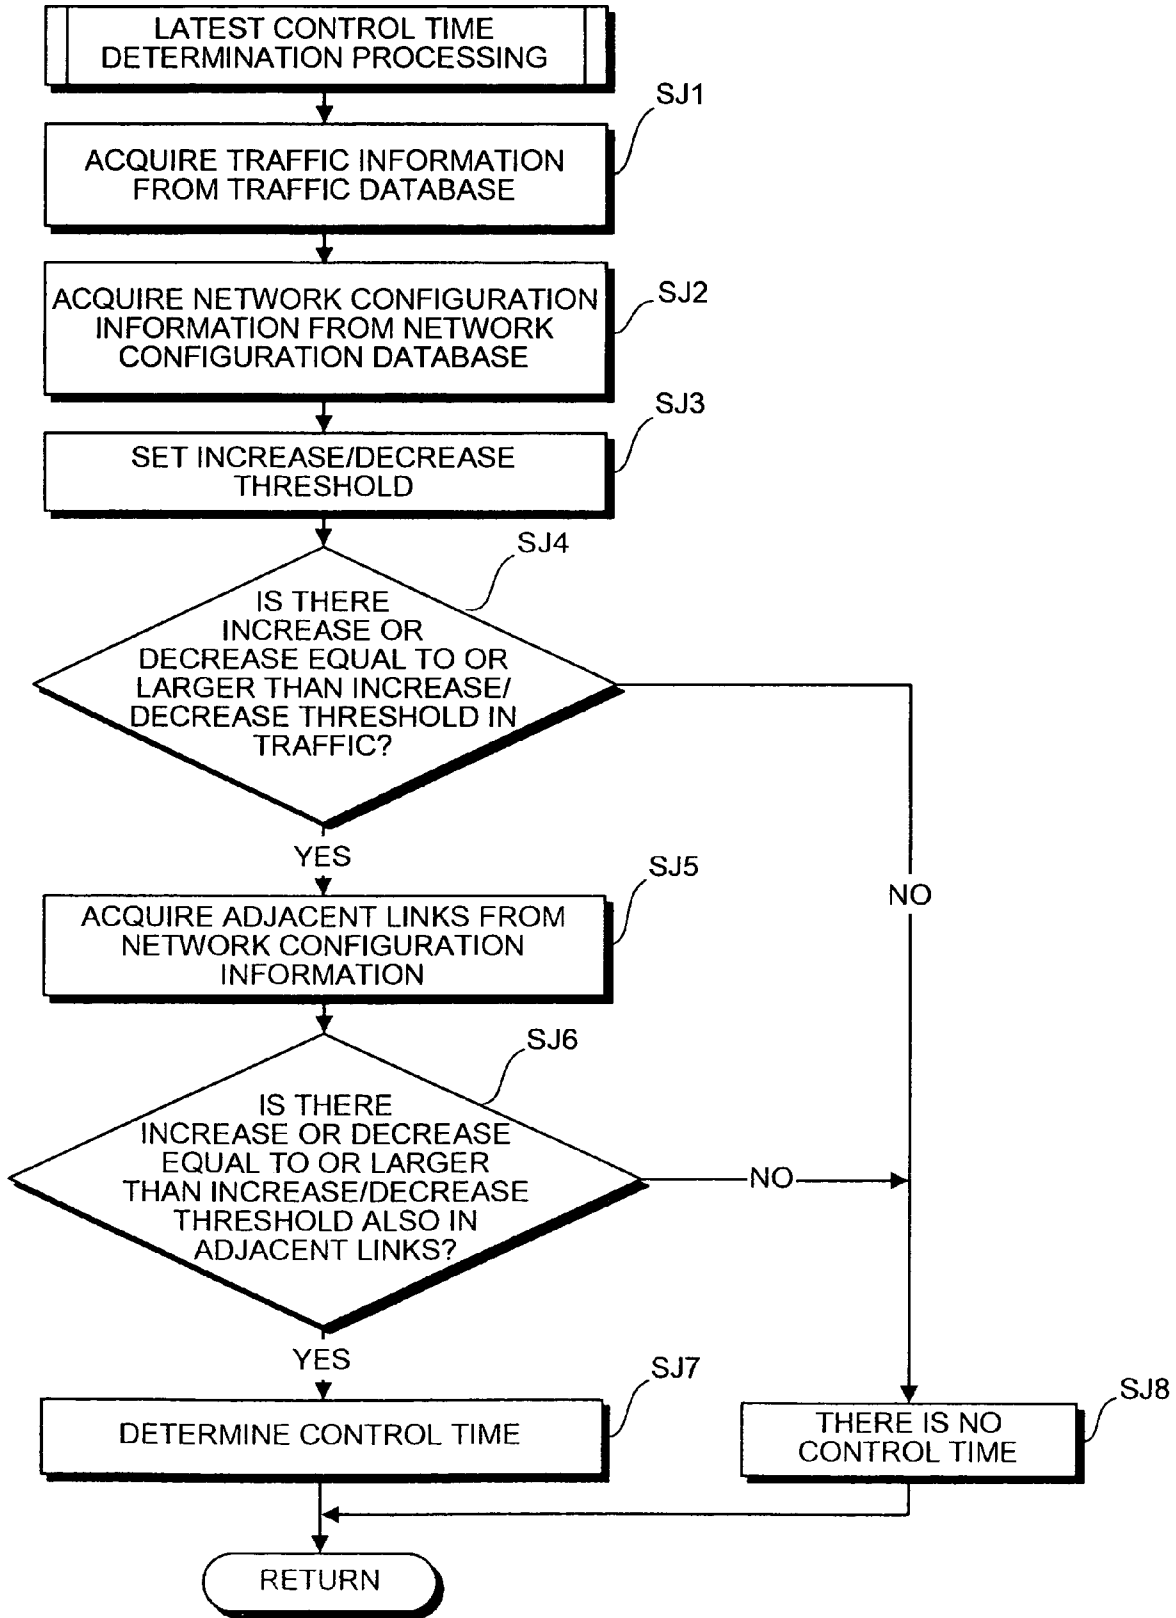 LATEST CONTROL TIME
DETERMINATION PROCESSING
SJ1
ACQUIRE TRAFFIC INFORMATION
FROM TRAFFIC DATABASE
SJ2
ACQUIRE NETWORK CONFIGURATION
INFORMATION FROM NETWORK
CONFIGURATION DATABASE
SJ3
SET INCREASE/DECREASE
THRESHOLD
SJ4
IS THERE
INCREASE OR
DECREASE EQUAL TO OR
LARGER THAN INCREASE/
DECREASE THRESHOLD IN
TRAFFIC?
YES
NO
SJ5
ACQUIRE ADJACENT LINKS FROM
NETWORK CONFIGURATION
INFORMATION
SJ6
IS THERE
INCREASE OR DECREASE
EQUAL TO OR LARGER
THAN INCREASE/DECREASE
THRESHOLD ALSO IN
ADJACENT LINKS?
NO
YES
SJ7
DETERMINE CONTROL TIME
SJ8
THERE IS NO
CONTROL TIME
RETURN